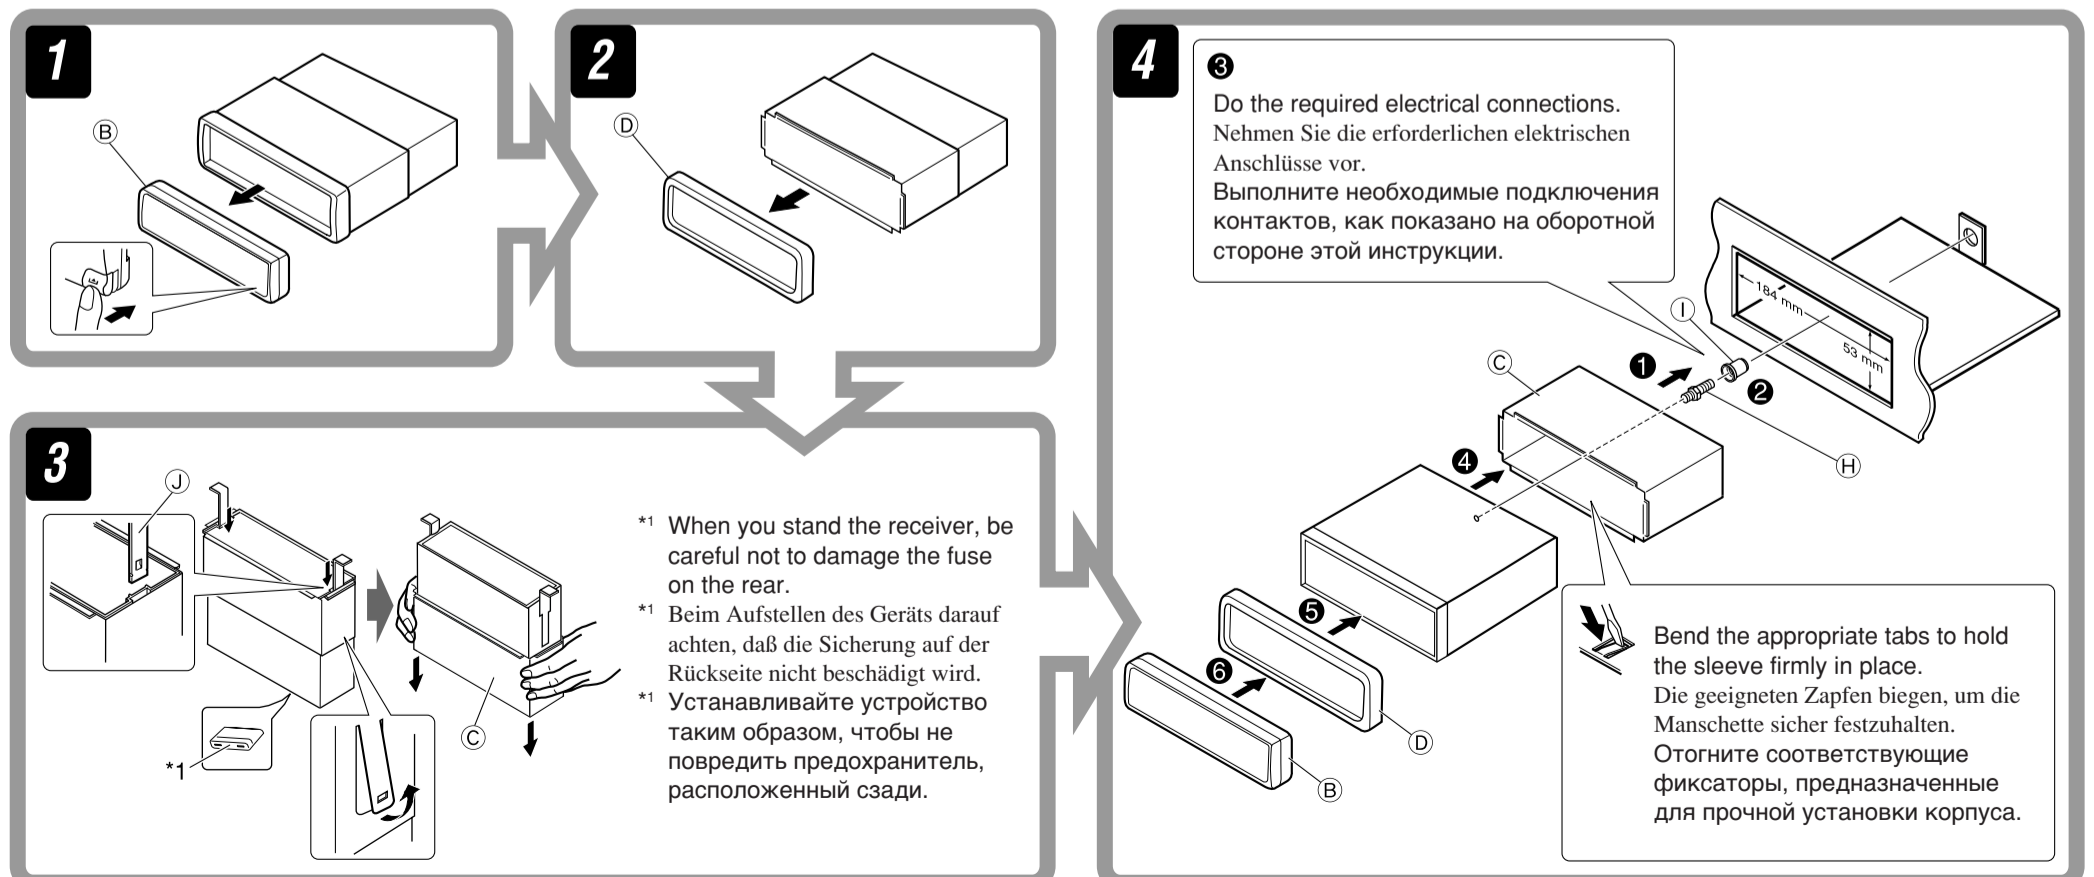 1
B
2
D
3
J
*1
C
*1 When you stand the receiver, be
careful not to damage the fuse
on the rear.
*1 Beim Aufstellen des Geräts darauf
achten, daß die Sicherung auf der
Rückseite nicht beschädigt wird.
*1 Устанавливайте устройство
таким образом, чтобы не
повредить предохранитель,
расположенный сзади.
4
❸
Do the required electrical connections.
Nehmen Sie die erforderlichen elektrischen
Anschlüsse vor.
Выполните необходимые подключения
контактов, как показано на оборотной
стороне этой инструкции.
184 mm
53 mm
I
C
❶
❷
H
❹
❺
❻
D
B
Bend the appropriate tabs to hold
the sleeve firmly in place.
Die geeigneten Zapfen biegen, um die
Manschette sicher festzuhalten.
Отогните соответствующие
фиксаторы, предназначенные
для прочной установки корпуса.